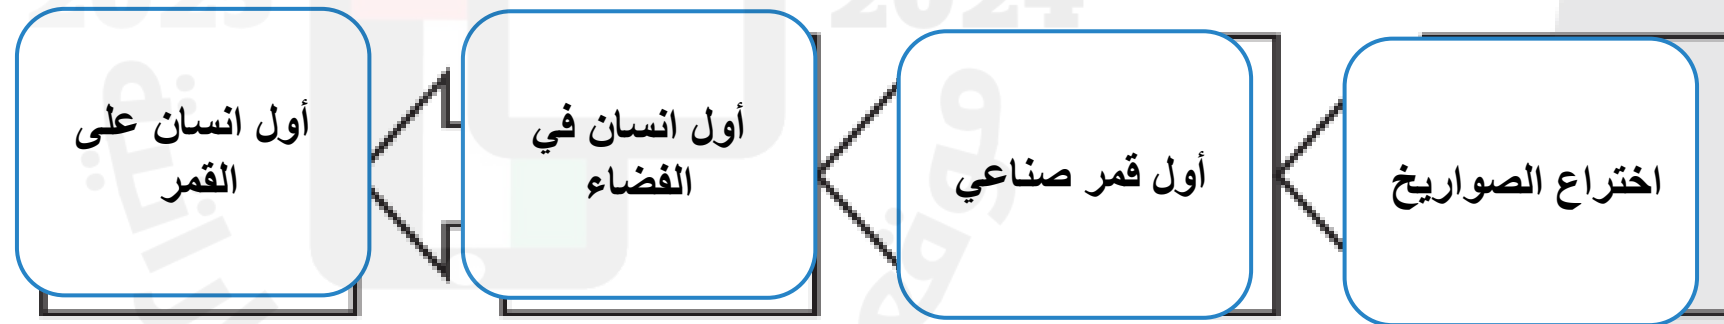 اختراع الصواريخ
أول قمر صناعي
أول انسان في
الفضاء
أول انسان على
القمر